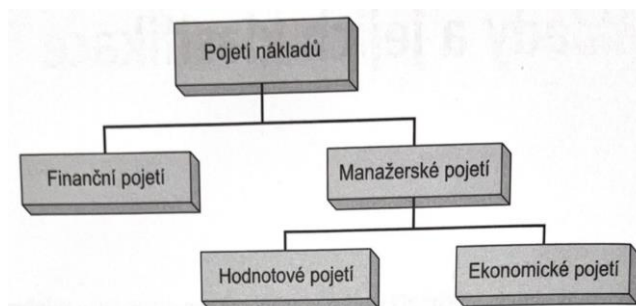 Pojetí nákladů
Finanční pojetí
Manažerské pojetí
Hodnotové pojetí
Ekonomické pojetí